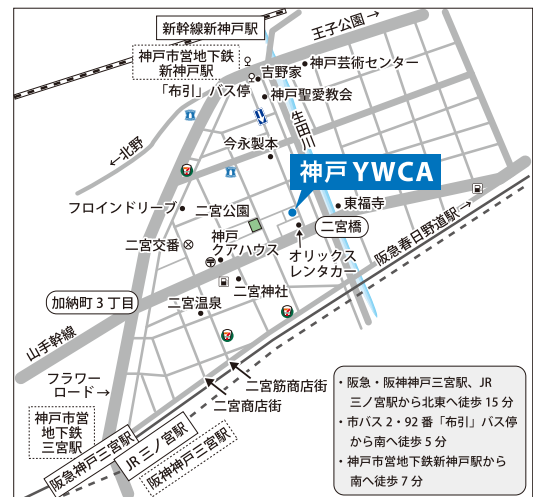 新幹線新神戸駅
王子公園→
神戸市営地下鉄
新神戸駅
吉野家
神戸芸術センター
「布引」バス停
神戸聖愛教会
生田川
←北野
今永製本
神戸YWCA
フロインドリーブ
二宮公園
東福寺
二宮橋
二宮交番
神戸
クアハウス
オリックス
レンタカー
阪急春日野道駅→
二宮神社
加納町3丁目
二宮温泉
山手幹線
フラワー
ロード→
二宮筋商店街
二宮商店街
神戸市営
地下鉄
三宮駅
阪急神戸三宮駅
JR三ノ宮駅
阪神神戸三宮駅
・阪急・阪神神戸三宮駅、JR
三ノ宮駅から北東へ徒歩15分
・市バス2・92番「布引」バス停
から南へ徒歩5分
・神戸市営地下鉄新神戸駅から
南へ徒歩7分